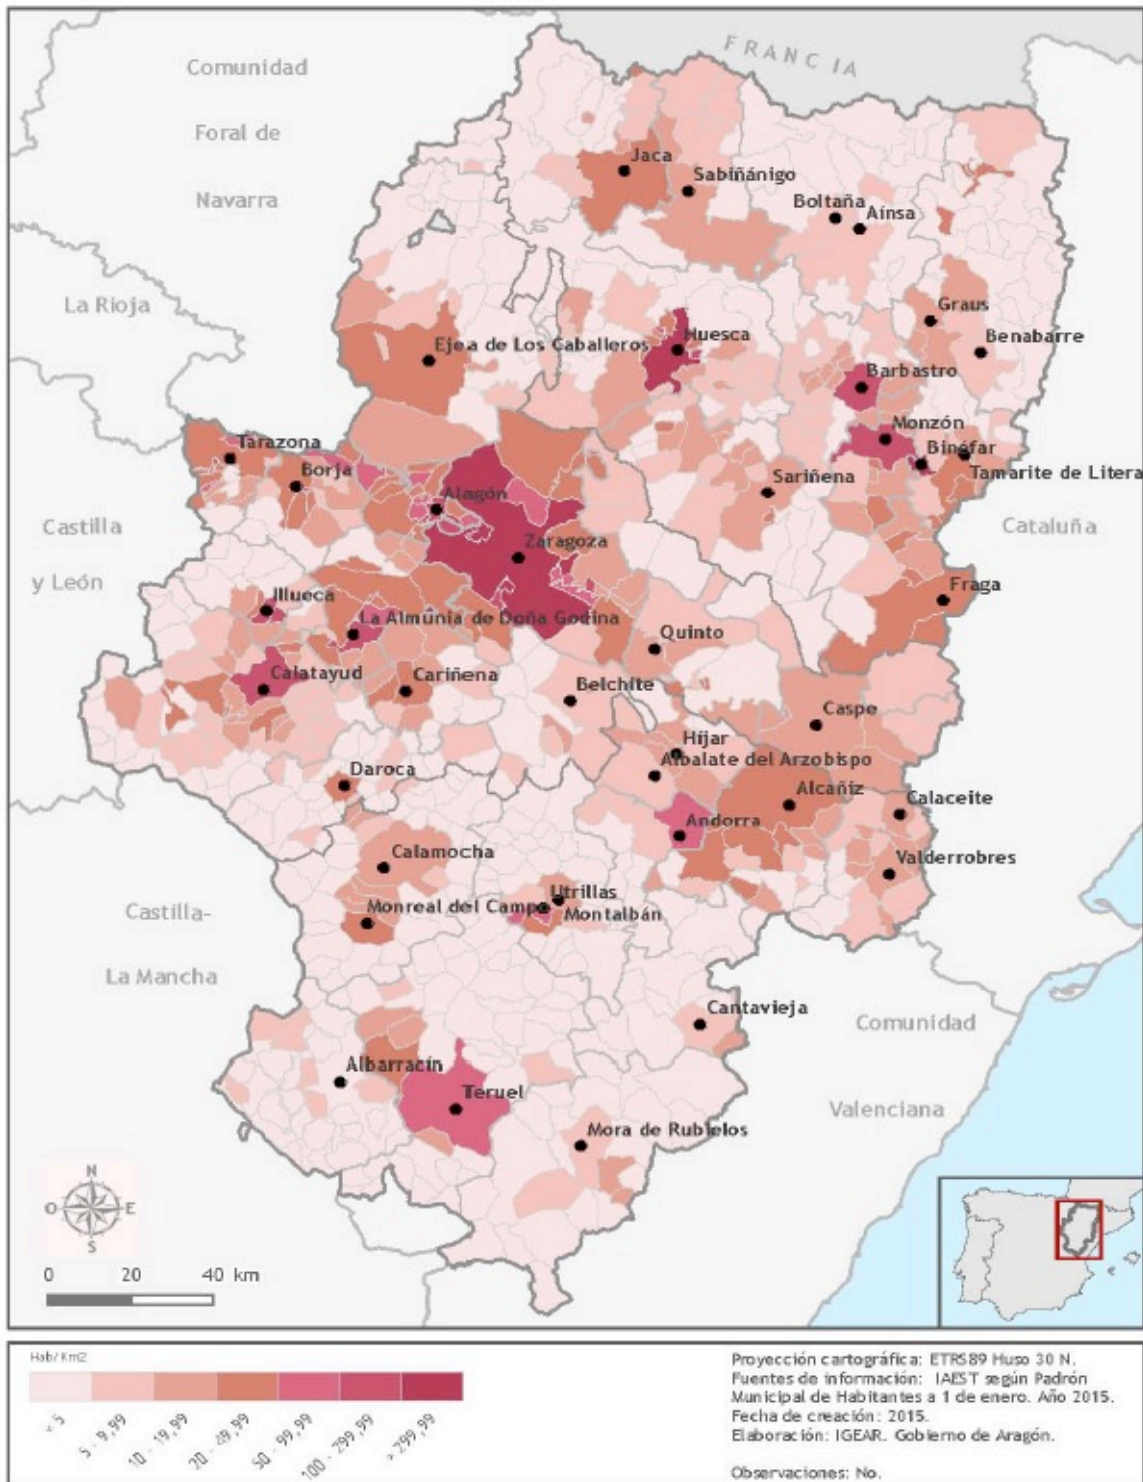 FRANCIA
Comunidad
Foral de
Navarra
Jaca
Sabiñánigo
Boltaña
Aínsa
La Rioja
Graus
Huesca
Benabarre
Ejea de Los Caballeros
Barbastro
Monzón
Binéfar
Tarazona
Tamarite de Litera
Borja
Sariñena
Alagón
Castilla
y León
Cataluña
Zaragoza
Fraga
Illueca
La Almunia de Doña Godina
Quinto
Calatayud
Cariñena
Belchite
Caspe
Híjar
Albalate del Arzobispo
Daroca
Alcañiz
Calaceite
Andorra
Calamocha
Valderrobres
Utrillas
Monreal del Campo
Montalbán
Castilla-
La Mancha
Cantavieja
Comunidad
Valenciana
Albarracín
Teruel
Mora de Rubielos
N
O
E
S
0 20 40 km
Hab/Km2
< 5
5 - 9,99
10 - 19,99
20 - 49,99
50 - 99,99
100 - 299,99
> 299,99
Proyección cartográfica: ETRS89 Huso 30 N.
Fuentes de información: IAEST según Padrón
Municipal de Habitantes a 1 de enero. Año 2015.
Fecha de creación: 2015.
Elaboración: IGEAR. Gobierno de Aragón.
Observaciones: No.